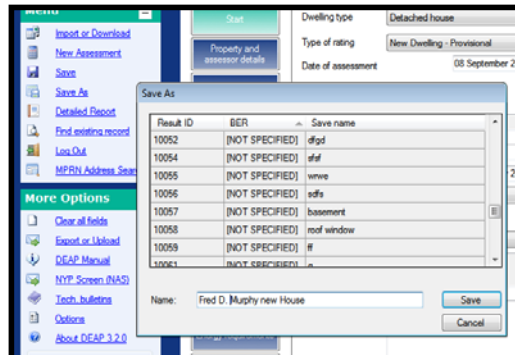 Menu
Import or Download
New Assessment
Save
Save As
Detailed Report
Find existing record
Log Out
MPRN Address Sear
More Options
Clear all fields
Export or Upload
DEAP Manual
NYP Screen (NAS)
Tech. bulletins
Options
About DEAP 3.2.0
Start
Property and
assessor details
Dwelling type Detached house
Type of rating New Dwelling - Provisional
Date of assessment 08 September 2
Save As
Result ID BER Save name
10052 [NOT SPECIFIED] dfgd
10054 [NOT SPECIFIED] sfsf
10055 [NOT SPECIFIED] wrwe
10056 [NOT SPECIFIED] sdfs
10057 [NOT SPECIFIED] basement
10058 [NOT SPECIFIED] roof window
10059 [NOT SPECIFIED] ff
10061 [NOT SPECIFIED]
Name: Fred D. Murphy new House
Save
Cancel